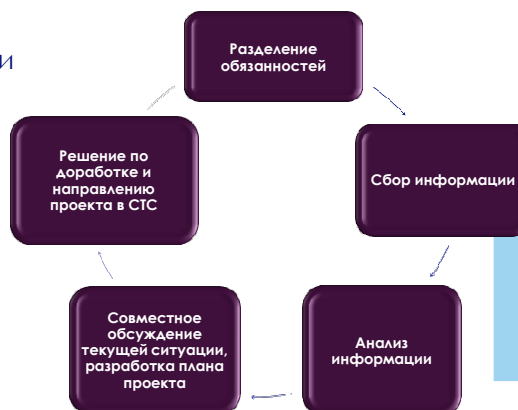 и
Разделение
обязанностей
Решение по
доработке и
направлению
проекта в СТС
Сбор информации
Совместное
обсуждение
текущей ситуации,
разработка плана
проекта
Анализ
информации